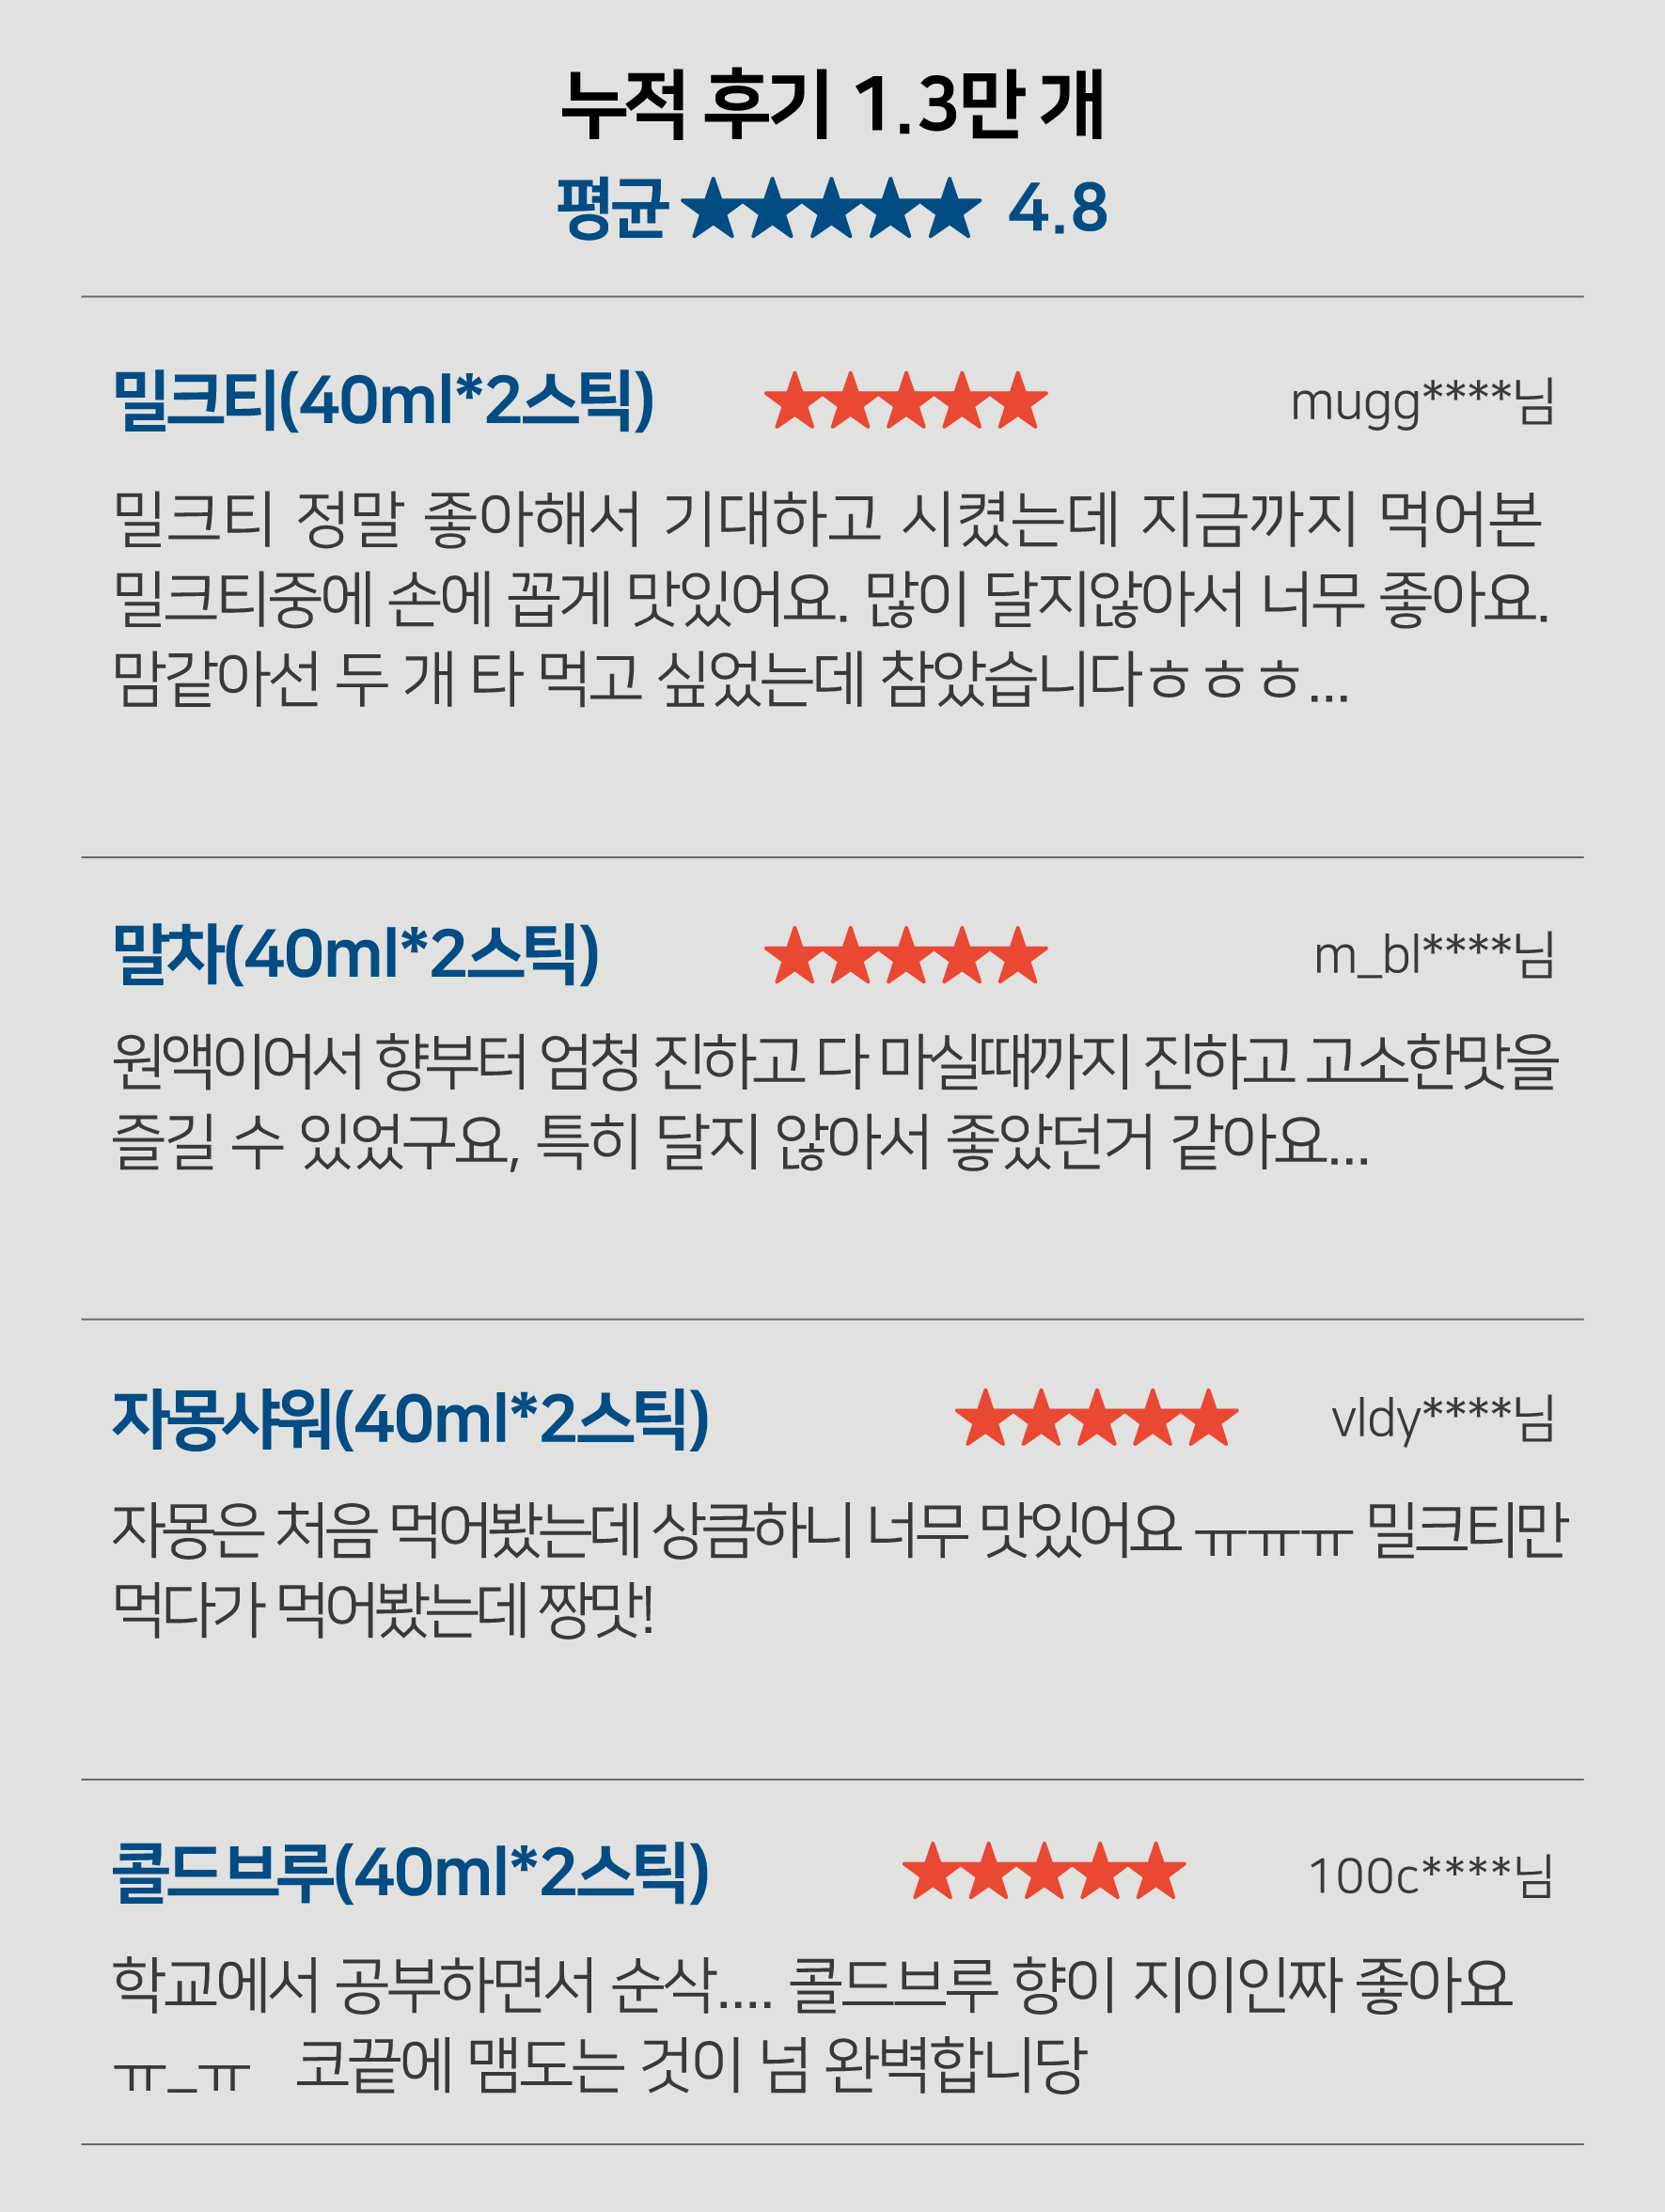 누적 후기 1.3만 개
평균 ★★★★★ 4.8
밀크티(40ml*2스틱) ★★★★★ mugg****님
밀크티 정말 좋아해서 기대하고 시켰는데 지금까지 먹어본
밀크티중에 손에 꼽게 맛있어요. 많이 달지않아서 너무 좋아요.
맘같아선 두 개 타 먹고 싶었는데 참았습니다ㅎㅎㅎ...
말차(40ml*2스틱) ★★★★★ m_bl****님
원액이어서 향부터 엄청 진하고 다 마실때까지 진하고 고소한맛을
즐길 수 있었구요, 특히 달지 않아서 좋았던거 같아요...
자몽샤워(40ml*2스틱) ★★★★★ vldy****님
자몽은 처음 먹어봤는데 상큼하니 너무 맛있어요 ㅠㅠㅠ 밀크티만
먹다가 먹어봤는데 짱맛!
콜드브루(40ml*2스틱) ★★★★★ 100c****님
학교에서 공부하면서 순삭.... 콜드브루 향이 지이인짜 좋아요
ㅠ_ㅠ 코끝에 맴도는 것이 넘 완벽합니당